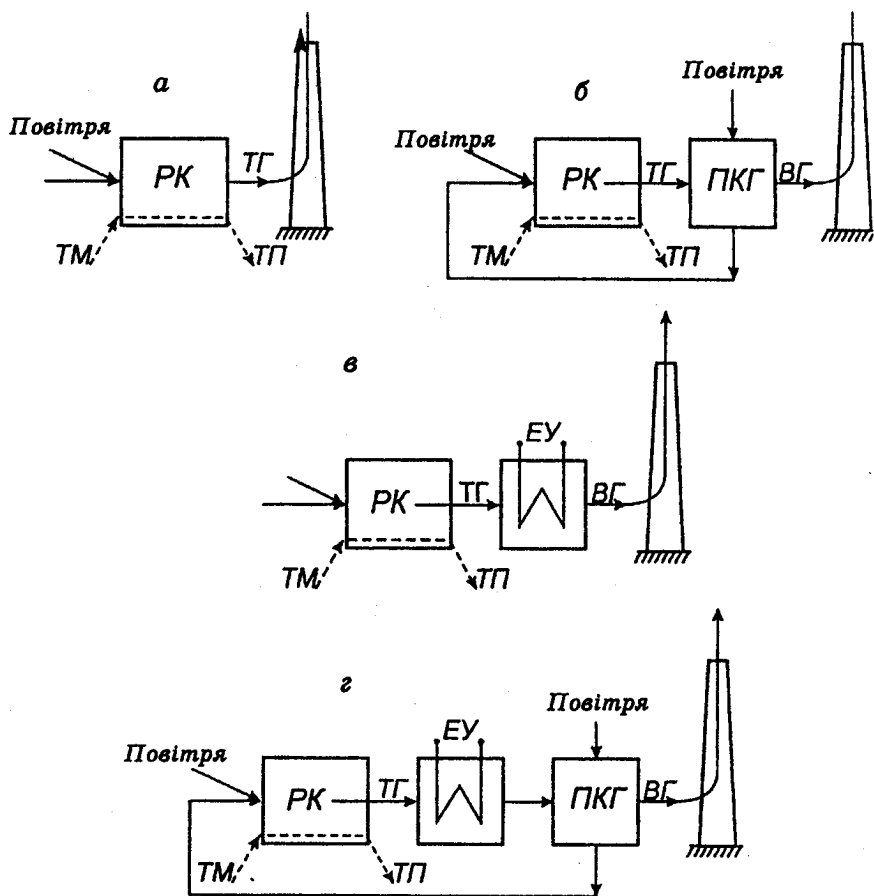 а
Повітря
РК
ТГ
ТМ
ТП
б
Повітря
Повітря
РК
ТГ
ПКГ
ВГ
ТМ
ТП
в
ЕУ
РК
ТГ
ВГ
ТМ
ТП
г
Повітря
ЕУ
Повітря
РК
ТГ
ПКГ
ВГ
ТМ
ТП